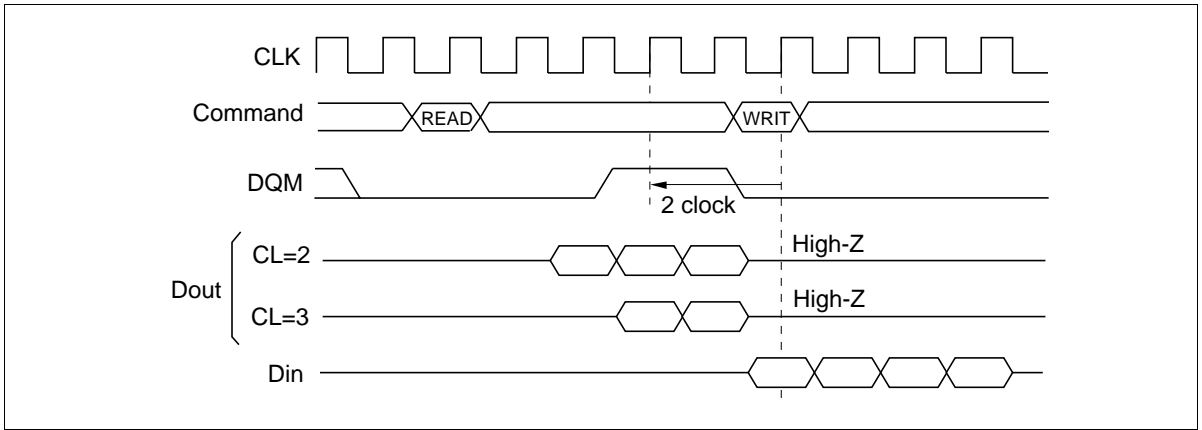 CLK
Command
READ
WRIT
DQM
2 clock
CL=2
High-Z
Dout
CL=3
High-Z
Din